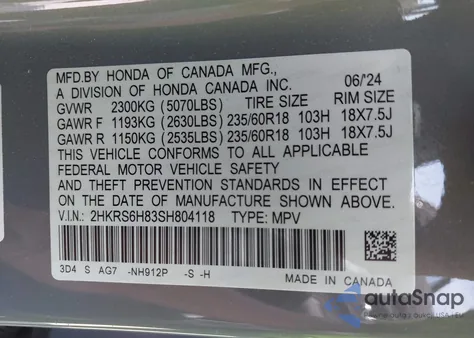 MFD.BY HONDA OF CANADA MFG.,
A DIVISION OF HONDA CANADA INC. 06/24
GVWR 2300KG (5070LBS) TIRE SIZE RIM SIZE
GAWR F 1193KG (2630LBS) 235/60R18 103H 18X7.5J
GAWR R 1150KG (2535LBS) 235/60R18 103H 18X7.5J
THIS VEHICLE CONFORMS TO ALL APPLICABLE
FEDERAL MOTOR VEHICLE SAFETY
AND THEFT PREVENTION STANDARDS IN EFFECT
ON THE DATE OF MANUFACTURE SHOWN ABOVE.
V.I.N.: 2HKRS6H83SH804118 TYPE: MPV
3D4 S AG7 -NH912P -S -H MADE IN CANADA
autoSnap